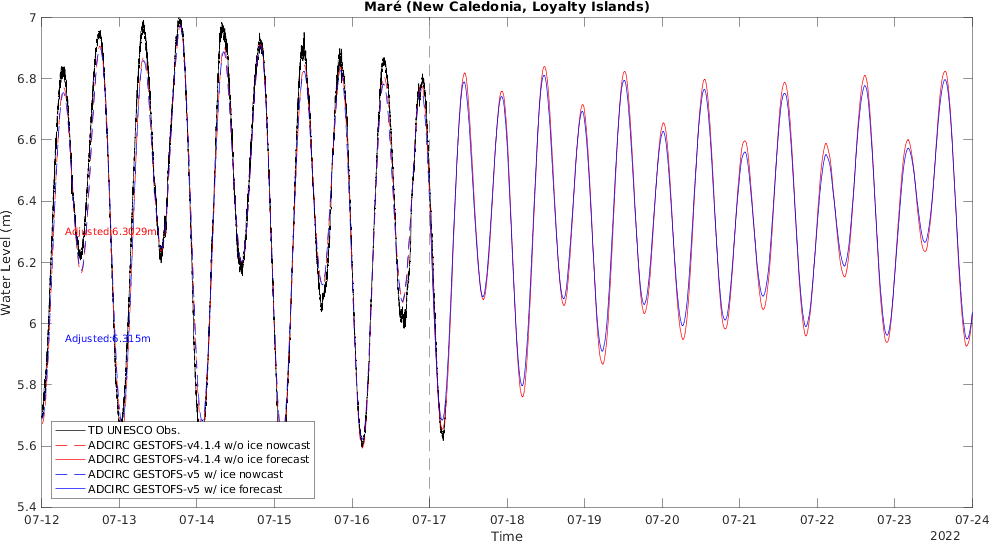 Maré (New Caledonia, Loyalty Islands)
7
6.8
6.6
6.4
6.2
6
5.8
5.6
5.4
Water Level (m)
Adjusted:6.3029m
Adjusted:6.315m
TD UNESCO Obs.
ADCIRC GESTOFS-v4.1.4 w/o ice nowcast
ADCIRC GESTOFS-v4.1.4 w/o ice forecast
ADCIRC GESTOFS-v5 w/ ice nowcast
ADCIRC GESTOFS-v5 w/ ice forecast
07-12 07-13 07-14 07-15 07-16 07-17 07-18 07-19 07-20 07-21 07-22 07-23 07-24
Time
2022